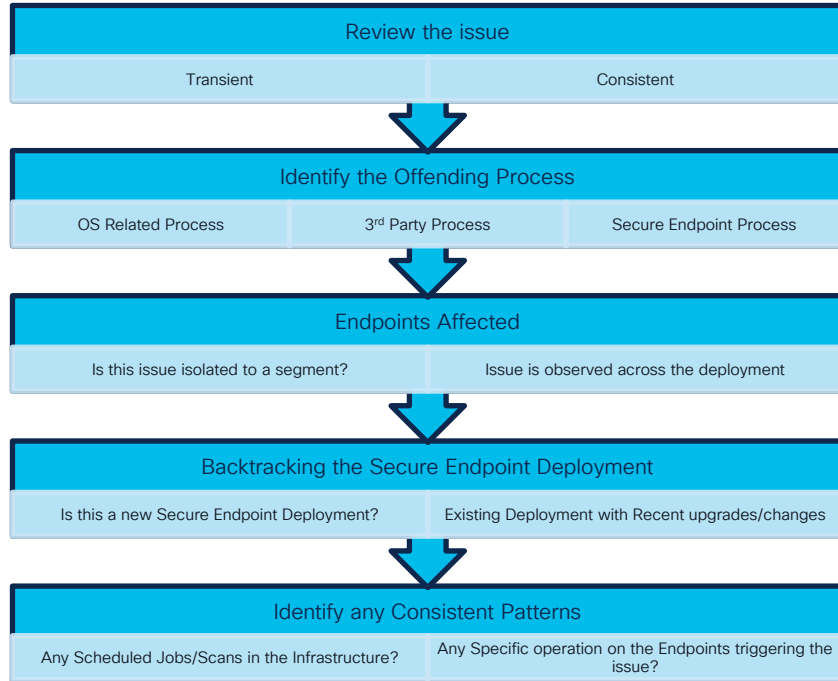 Review the issue
Transient
Consistent
Identify the Offending Process
OS Related Process
3rd Party Process
Secure Endpoint Process
Endpoints Affected
Is this issue isolated to a segment?
Issue is observed across the deployment
Backtracking the Secure Endpoint Deployment
Is this a new Secure Endpoint Deployment?
Existing Deployment with Recent upgrades/changes
Identify any Consistent Patterns
Any Scheduled Jobs/Scans in the Infrastructure?
Any Specific operation on the Endpoints triggering the
issue?